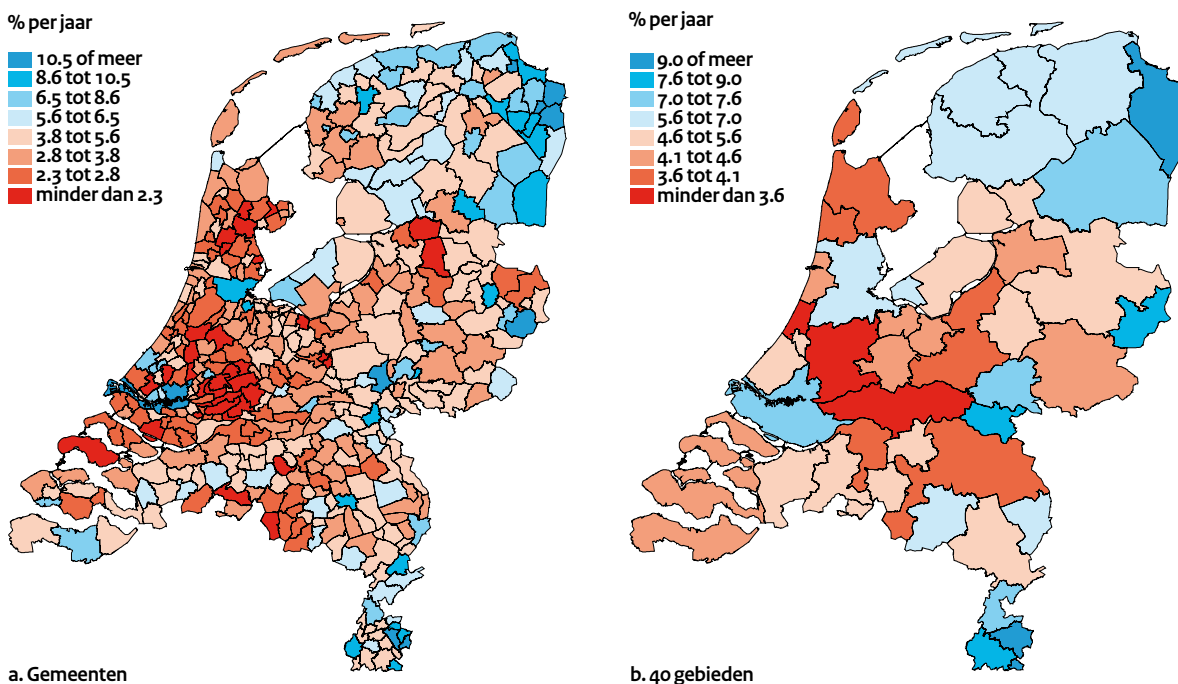 % per jaar
10.5 of meer
8.6 tot 10.5
6.5 tot 8.6
5.6 tot 6.5
3.8 tot 5.6
2.8 tot 3.8
2.3 tot 2.8
minder dan 2.3
a. Gemeenten
% per jaar
9.0 of meer
7.6 tot 9.0
7.0 tot 7.6
5.6 tot 7.0
4.6 tot 5.6
4.1 tot 4.6
3.6 tot 4.1
minder dan 3.6
b. 40 gebieden